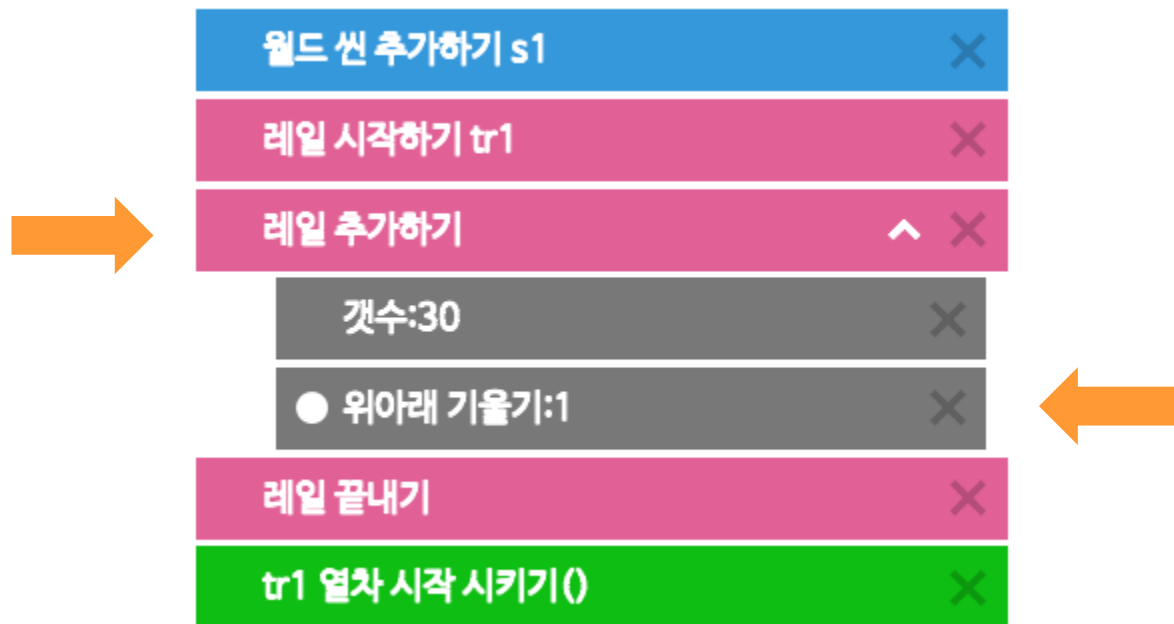 월드 씬 추가하기 s1
레일 시작하기 tr1
레일 추가하기
갯수:30
위아래 기울기:1
레일 끝내기
tr1 열차 시작 시키기()